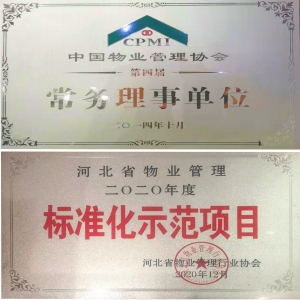 CPMI
中国物业管理协会
第四届
常务理事单位
二〇一四年十月
河北省物业管理
二〇二〇年度
标准化示范项目
河北省物业管理行业协会
2020年12月